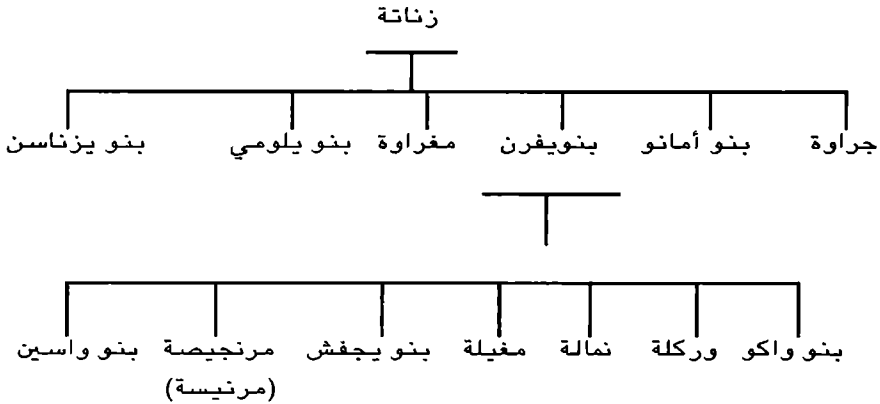 زناتة
جراوة بنو أمانو بنويفرن مغراوة بنو يلومي بنو يزناسن
بنو واكو وركلة نمالة مغيلة بنو يجفش مرنجيصة بنو واسين
(مرنيسة)